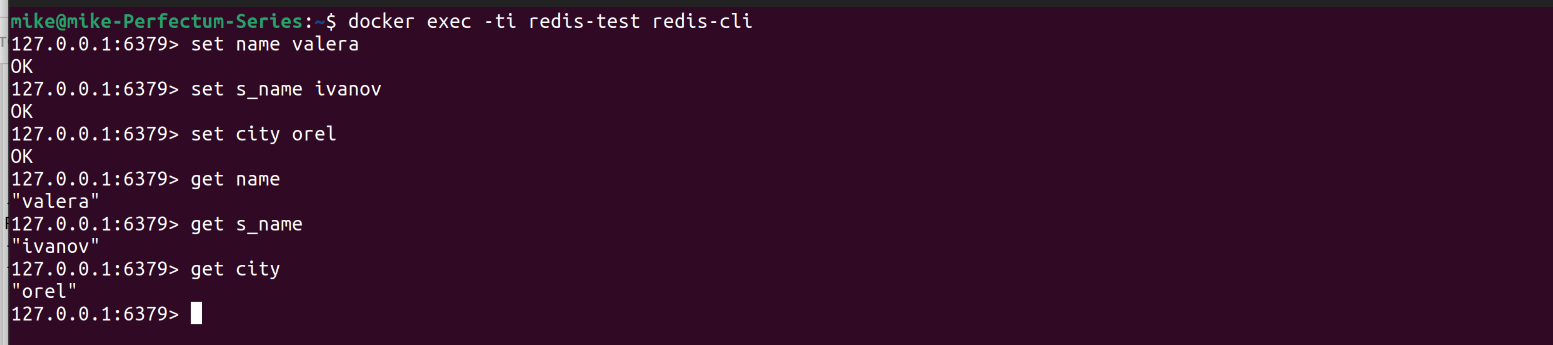 mike@mike-Perfectum-Series:~$ docker exec -ti redis-test redis-cli
127.0.0.1:6379> set name valera
OK
127.0.0.1:6379> set s_name ivanov
OK
127.0.0.1:6379> set city orel
OK
127.0.0.1:6379> get name
"valera"
127.0.0.1:6379> get s_name
"ivanov"
127.0.0.1:6379> get city
"orel"
127.0.0.1:6379>